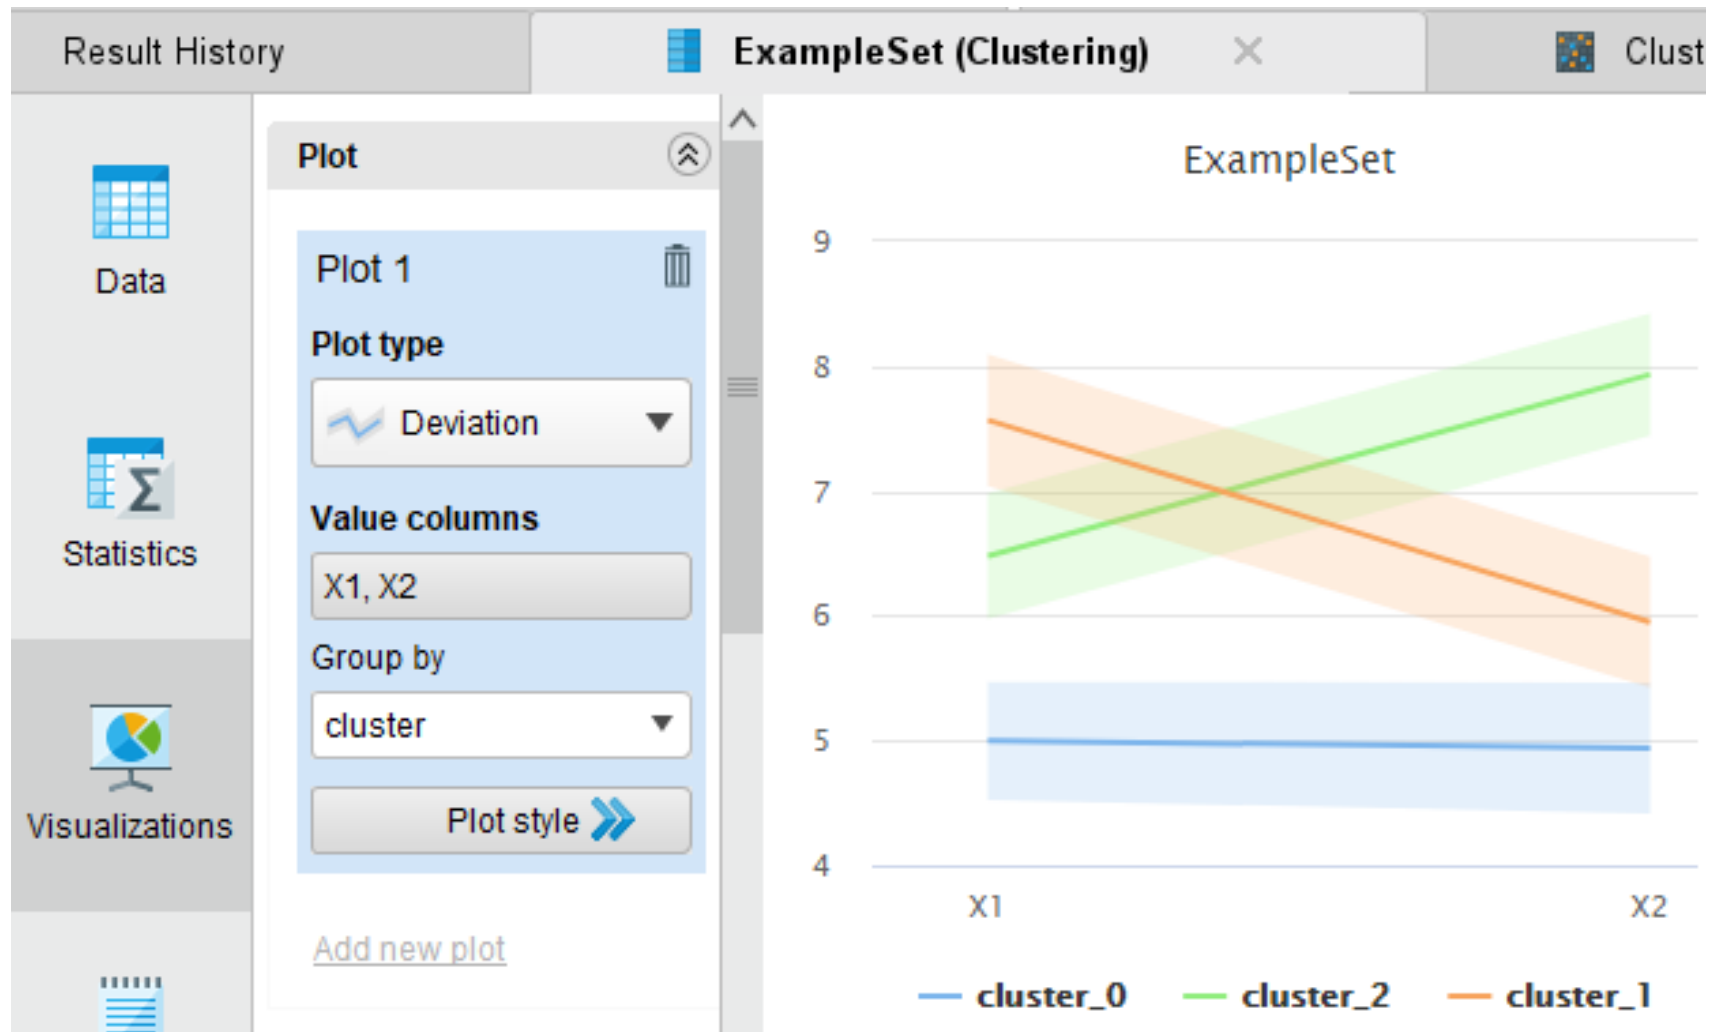 Result History
ExampleSet (Clustering)
Clust
Data
Statistics
Visualizations
Plot
Plot 1
Plot type
Deviation
Value columns
X1, X2
Group by
cluster
Plot style
Add new plot
ExampleSet
9
8
7
6
5
4
X1 X2
cluster_0 cluster_2 cluster_1